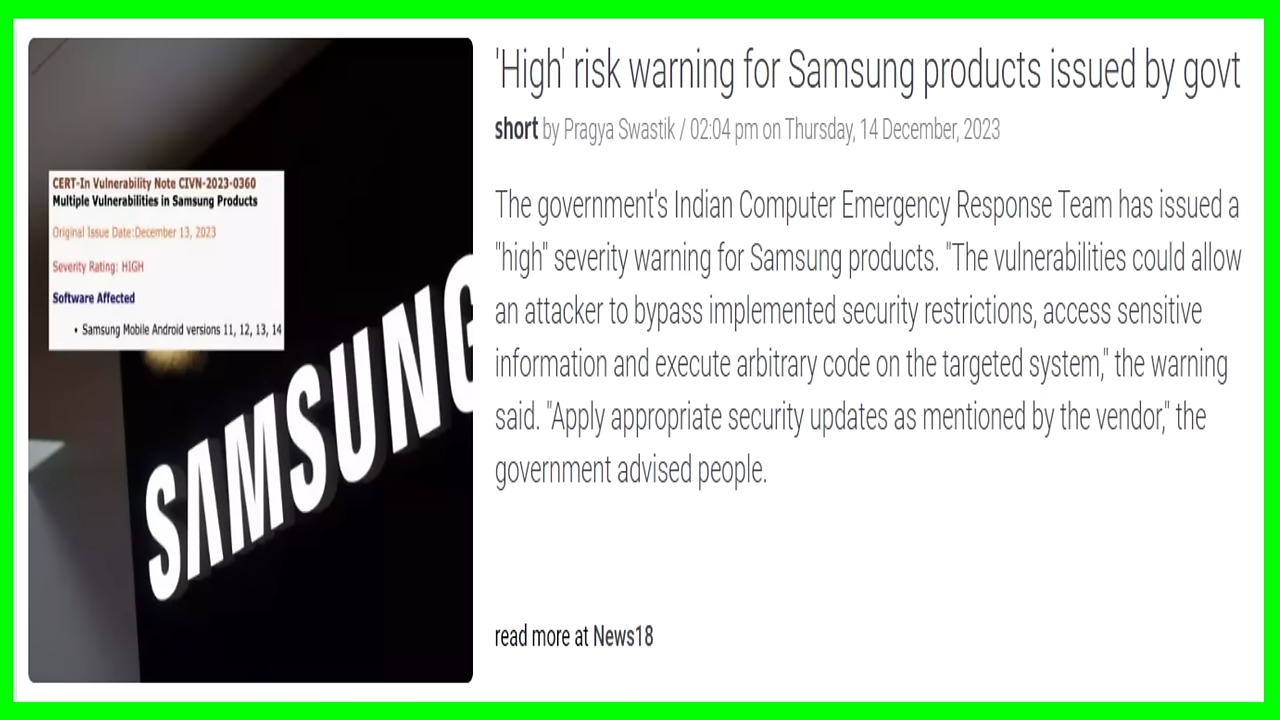 'High' risk warning for Samsung products issued by govt
short by Pragya Swastik / 02:04 pm on Thursday, 14 December, 2023
The government's Indian Computer Emergency Response Team has issued a
"high" severity warning for Samsung products. "The vulnerabilities could allow
an attacker to bypass implemented security restrictions, access sensitive
information and execute arbitrary code on the targeted system," the warning
said. "Apply appropriate security updates as mentioned by the vendor," the
government advised people.
read more at News18
CERT-In Vulnerability Note CIVN-2023-0360
Multiple Vulnerabilities in Samsung Products
Original Issue Date:December 13, 2023
Severity Rating: HIGH
Software Affected
• Samsung Mobile Android versions 11, 12, 13, 14
SAMSUNG